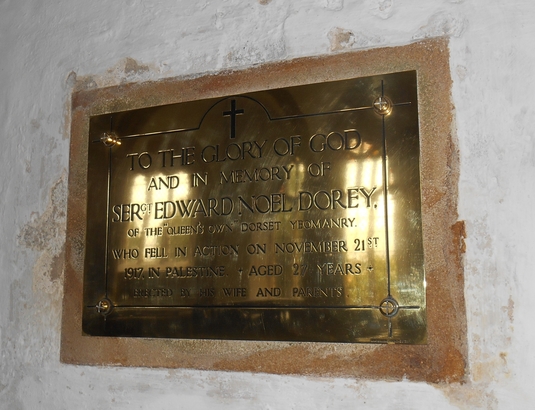 TO THE GLORY OF GOD
AND IN MEMORY OF
SERGT EDWARD NOEL DOREY,
OF THE "QUEEN'S OWN" DORSET YEOMANRY.
WHO FELL IN ACTION ON NOVEMBER 21ST
1917, IN PALESTINE. + AGED 27 YEARS +
ERECTED BY HIS WIFE AND PARENTS.